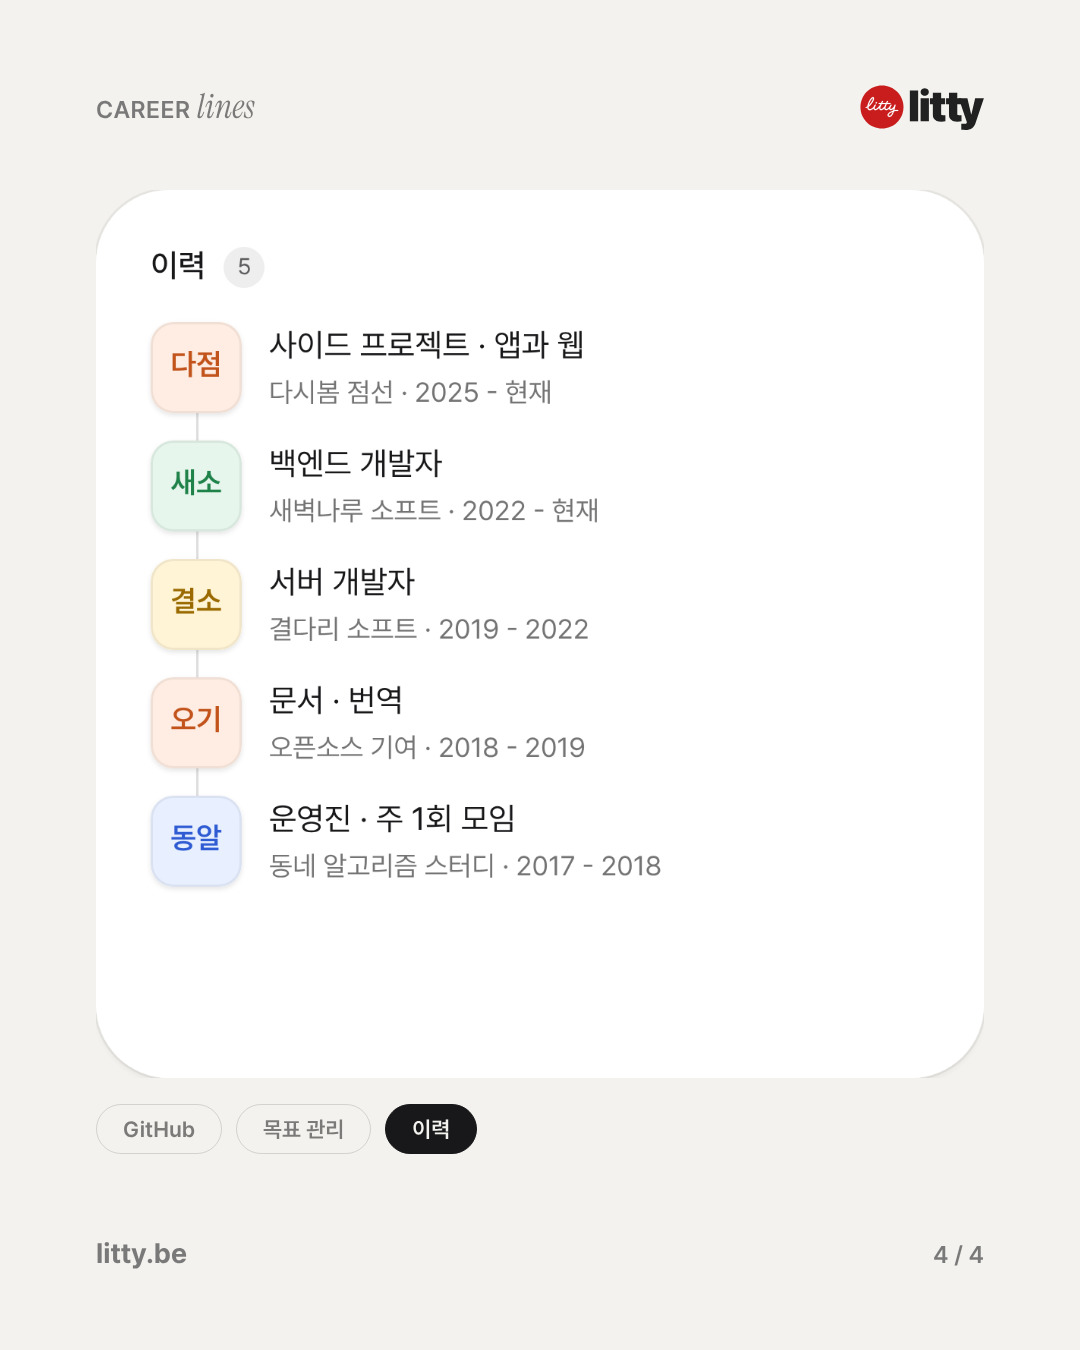 CAREER lines
litty litty
이력 5
다점
사이드 프로젝트 · 앱과 웹
다시봄 점선 · 2025 - 현재
새소
백엔드 개발자
새벽나루 소프트 · 2022 - 현재
결소
서버 개발자
결다리 소프트 · 2019 - 2022
오기
문서 · 번역
오픈소스 기여 · 2018 - 2019
동알
운영진 · 주 1회 모임
동네 알고리즘 스터디 · 2017 - 2018
GitHub 목표 관리 이력
litty.be
4 / 4